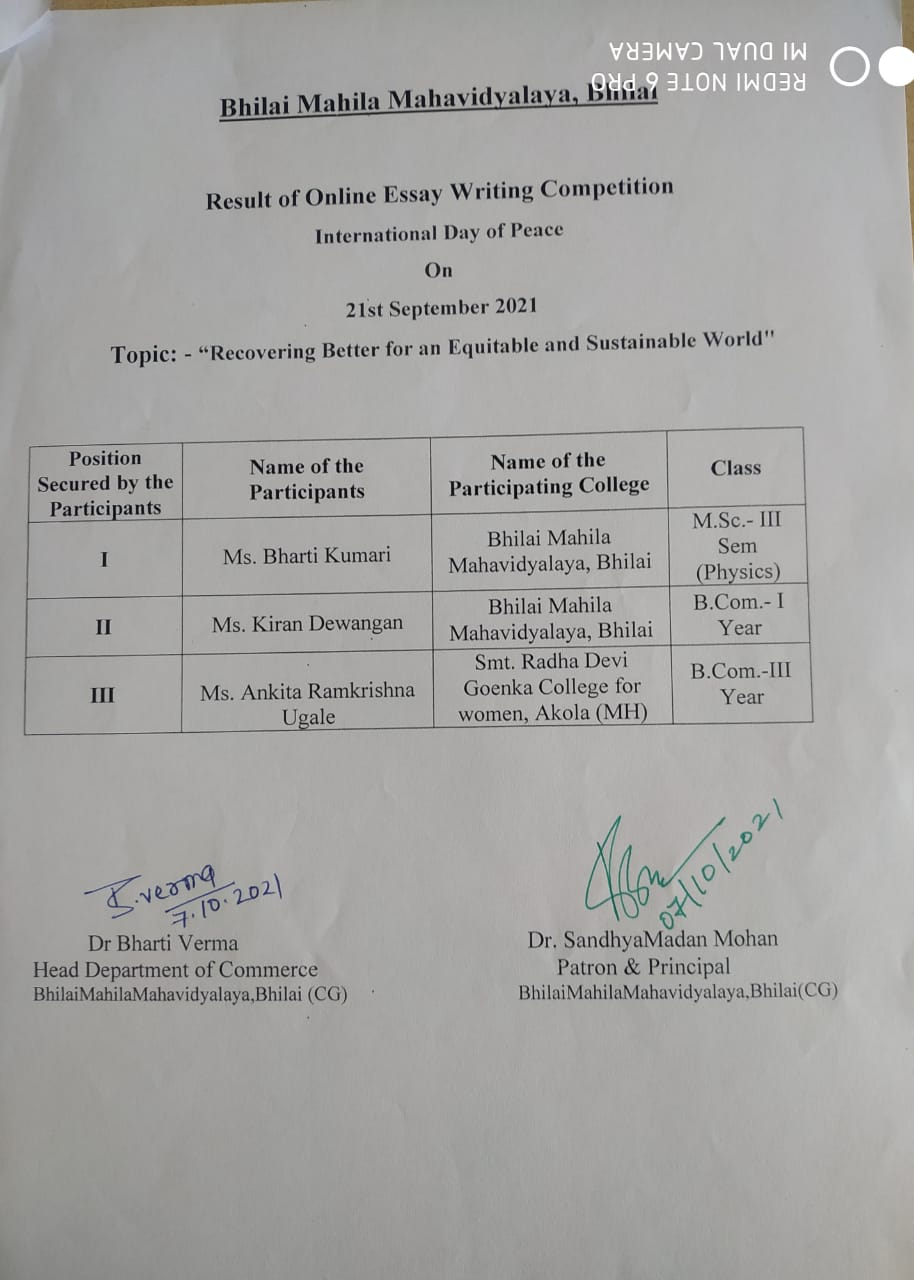 REDMI NOTE 6 PRO
MI DUAL CAMERA
Bhilai Mahila Mahavidyalaya, Bhilai
Result of Online Essay Writing Competition
International Day of Peace
On
21st September 2021
Topic: - “Recovering Better for an Equitable and Sustainable World"
Position
Secured by the
Participants
Name of the
Participants
Name of the
Participating College
Class
I
Ms. Bharti Kumari
Bhilai Mahila
Mahavidyalaya, Bhilai
M.Sc.- III
Sem
(Physics)
II
Ms. Kiran Dewangan
Bhilai Mahila
Mahavidyalaya, Bhilai
B.Com.- I
Year
III
Ms. Ankita Ramkrishna
Ugale
Smt. Radha Devi
Goenka College for
women, Akola (MH)
B.Com.-III
Year
B.verma
7.10.2021
Dr Bharti Verma
Head Department of Commerce
BhilaiMahilaMahavidyalaya,Bhilai (CG)
07/10/2021
Dr. SandhyaMadan Mohan
Patron & Principal
BhilaiMahilaMahavidyalaya,Bhilai(CG)